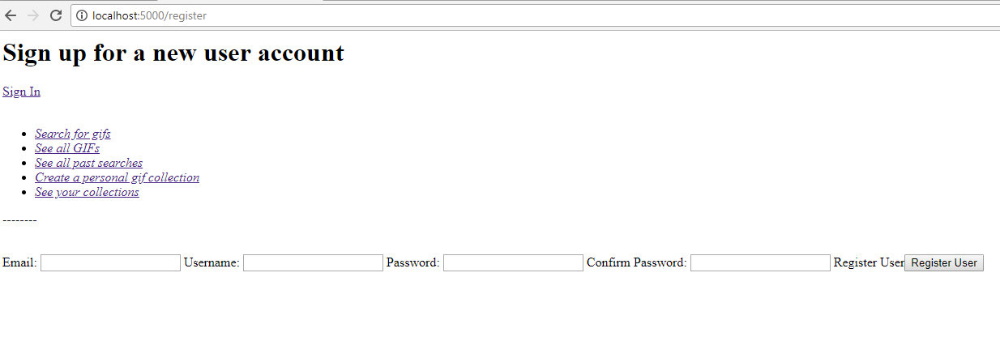 localhost:5000/register
Sign up for a new user account
Sign In
Search for gifs
See all GIFs
See all past searches
Create a personal gif collection
See your collections
--------
Email: Username: Password: Confirm Password: Register User Register User